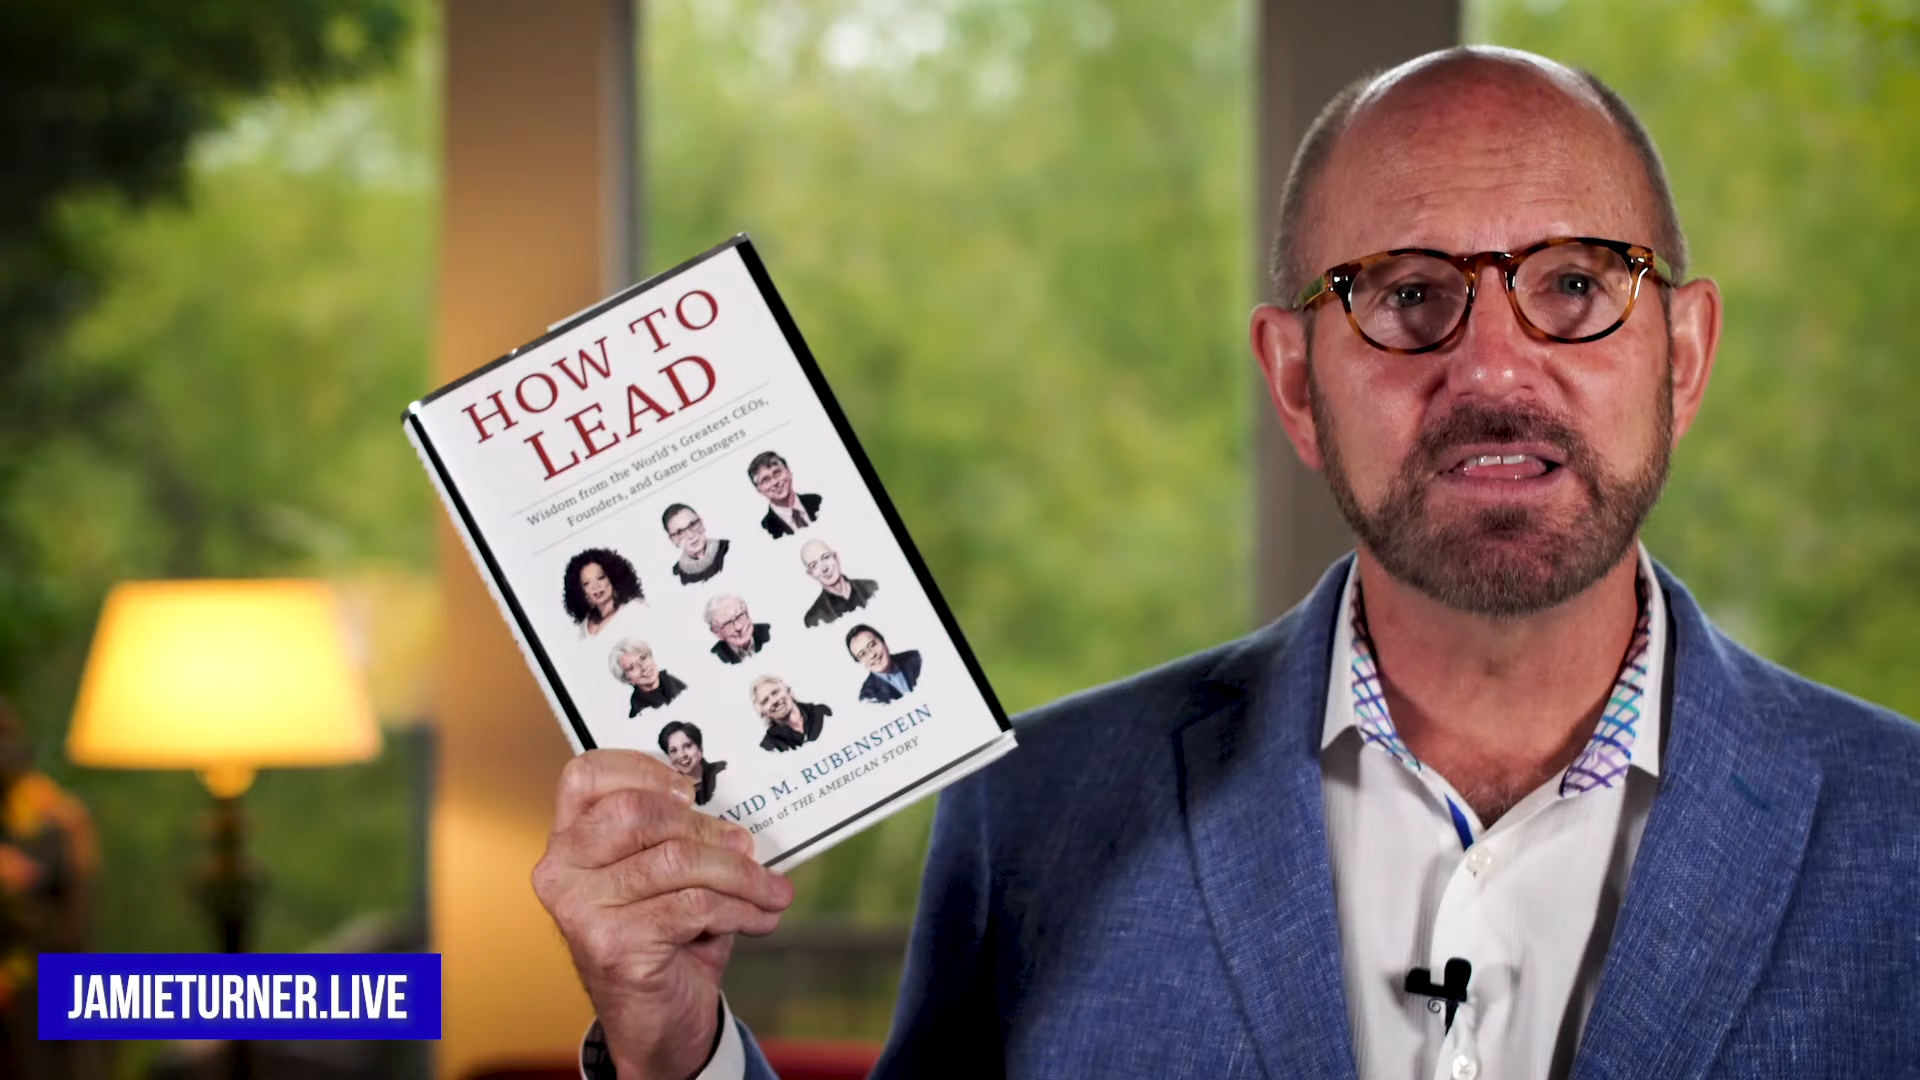 HOW TO
LEAD
Wisdom from the World's Greatest CEOs,
Founders, and Game Changers
AVID M. RUBENSTEIN
thor of THE AMERICAN STORY
JAMIETURNER.LIVE